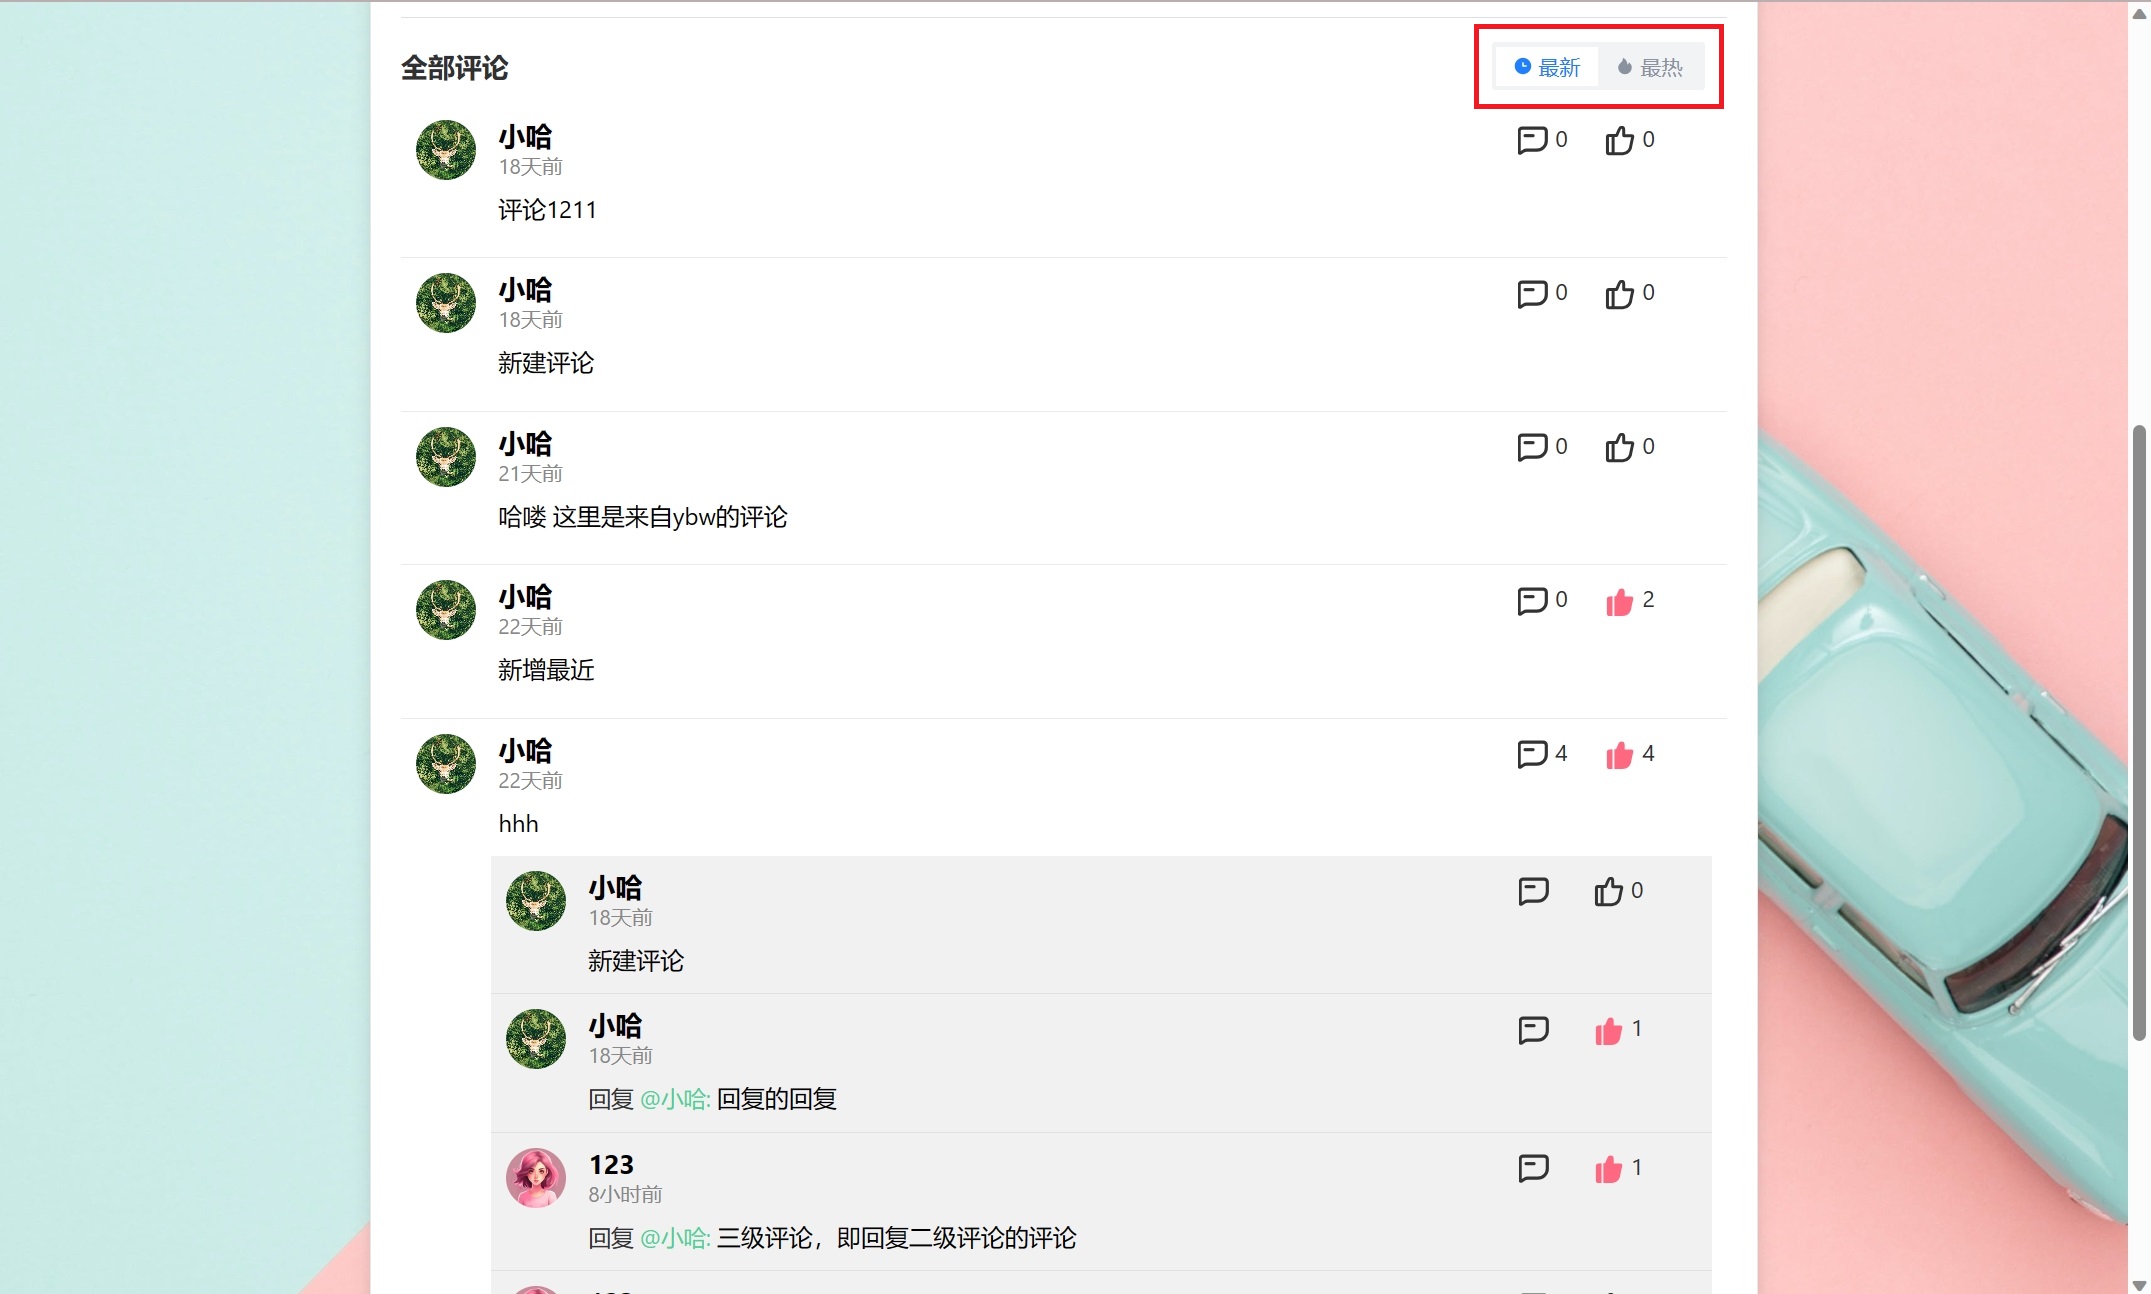 全部评论
最新 最热
小哈 0 0
18天前
评论1211
小哈 0 0
18天前
新建评论
小哈 0 0
21天前
哈喽 这里是来自ybw的评论
小哈 0 2
22天前
新增最近
小哈 4 4
22天前
hhh
小哈 0
18天前
新建评论
小哈 1
18天前
回复 @小哈: 回复的回复
123 1
8小时前
回复 @小哈: 三级评论，即回复二级评论的评论